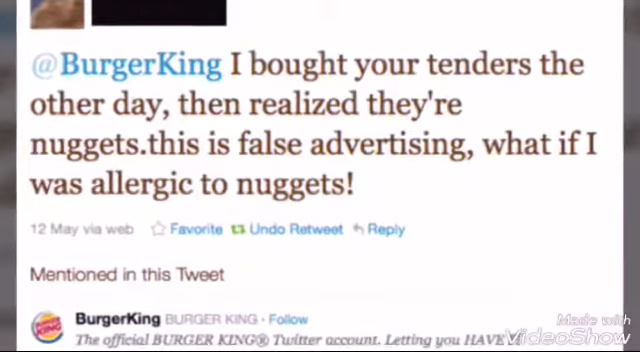 @BurgerKing I bought your tenders the
other day, then realized they're
nuggets.this is false advertising, what if I
was allergic to nuggets!
12 May via web Favorite Undo Retweet Reply
Mentioned in this Tweet
BURGER KING
BurgerKing BURGER KING · Follow
The official BURGER KING® Twitter account. Letting you HAVE
Made with
VideoShow